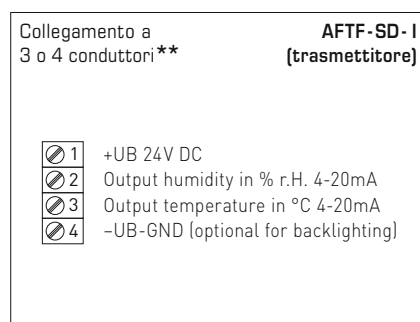 Collegamento a
3 o 4 conduttori**
AFTF-SD-I
(trasmettitore)
1 +UB 24V DC
2 Output humidity in % r.H. 4-20mA
3 Output temperature in °C 4-20mA
4 –UB-GND (optional for backlighting)